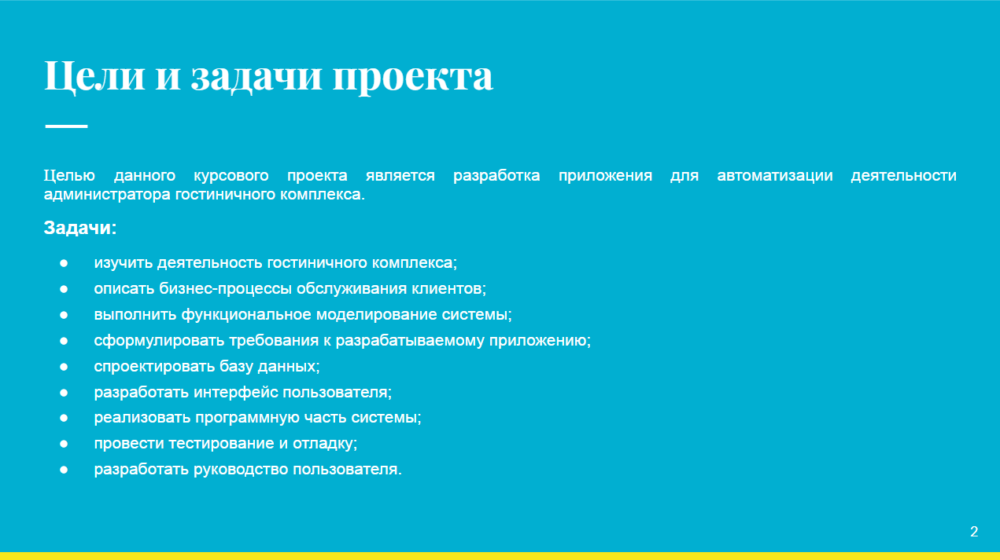 Цели и задачи проекта
Целью данного курсового проекта является разработка приложения для автоматизации деятельности
администратора гостиничного комплекса.
Задачи:
● изучить деятельность гостиничного комплекса;
● описать бизнес-процессы обслуживания клиентов;
● выполнить функциональное моделирование системы;
● сформулировать требования к разрабатываемому приложению;
● спроектировать базу данных;
● разработать интерфейс пользователя;
● реализовать программную часть системы;
● провести тестирование и отладку;
● разработать руководство пользователя.
2